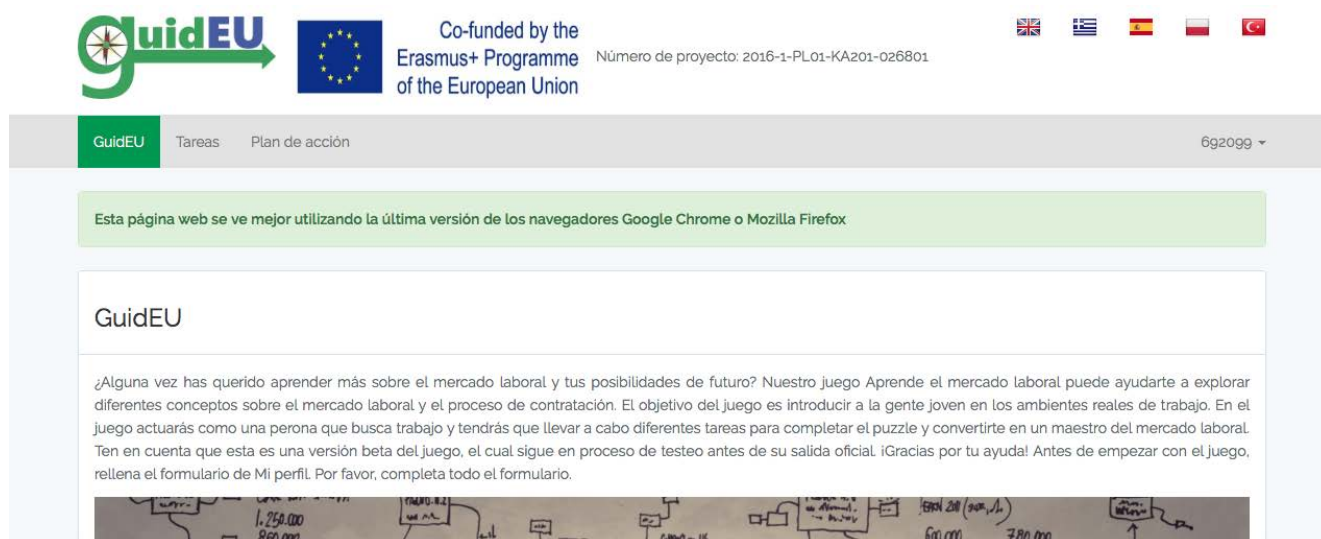 guidEU
Co-funded by the
Erasmus+ Programme
of the European Union
Número de proyecto: 2016-1-PL01-KA201-026801
GuidEU Tareas Plan de acción 692099
Esta página web se ve mejor utilizando la última versión de los navegadores Google Chrome o Mozilla Firefox
GuidEU
¿Alguna vez has querido aprender más sobre el mercado laboral y tus posibilidades de futuro? Nuestro juego Aprende el mercado laboral puede ayudarte a explorar
diferentes conceptos sobre el mercado laboral y el proceso de contratación. El objetivo del juego es introducir a la gente joven en los ambientes reales de trabajo. En el
juego actuarás como una perona que busca trabajo y tendrás que llevar a cabo diferentes tareas para completar el puzzle y convertirte en un maestro del mercado laboral.
Ten en cuenta que esta es una versión beta del juego, el cual sigue en proceso de testeo antes de su salida oficial. ¡Gracias por tu ayuda! Antes de empezar con el juego,
rellena el formulario de Mi perfil. Por favor, completa todo el formulario.
1.250.000
860.000
600.000 780.000